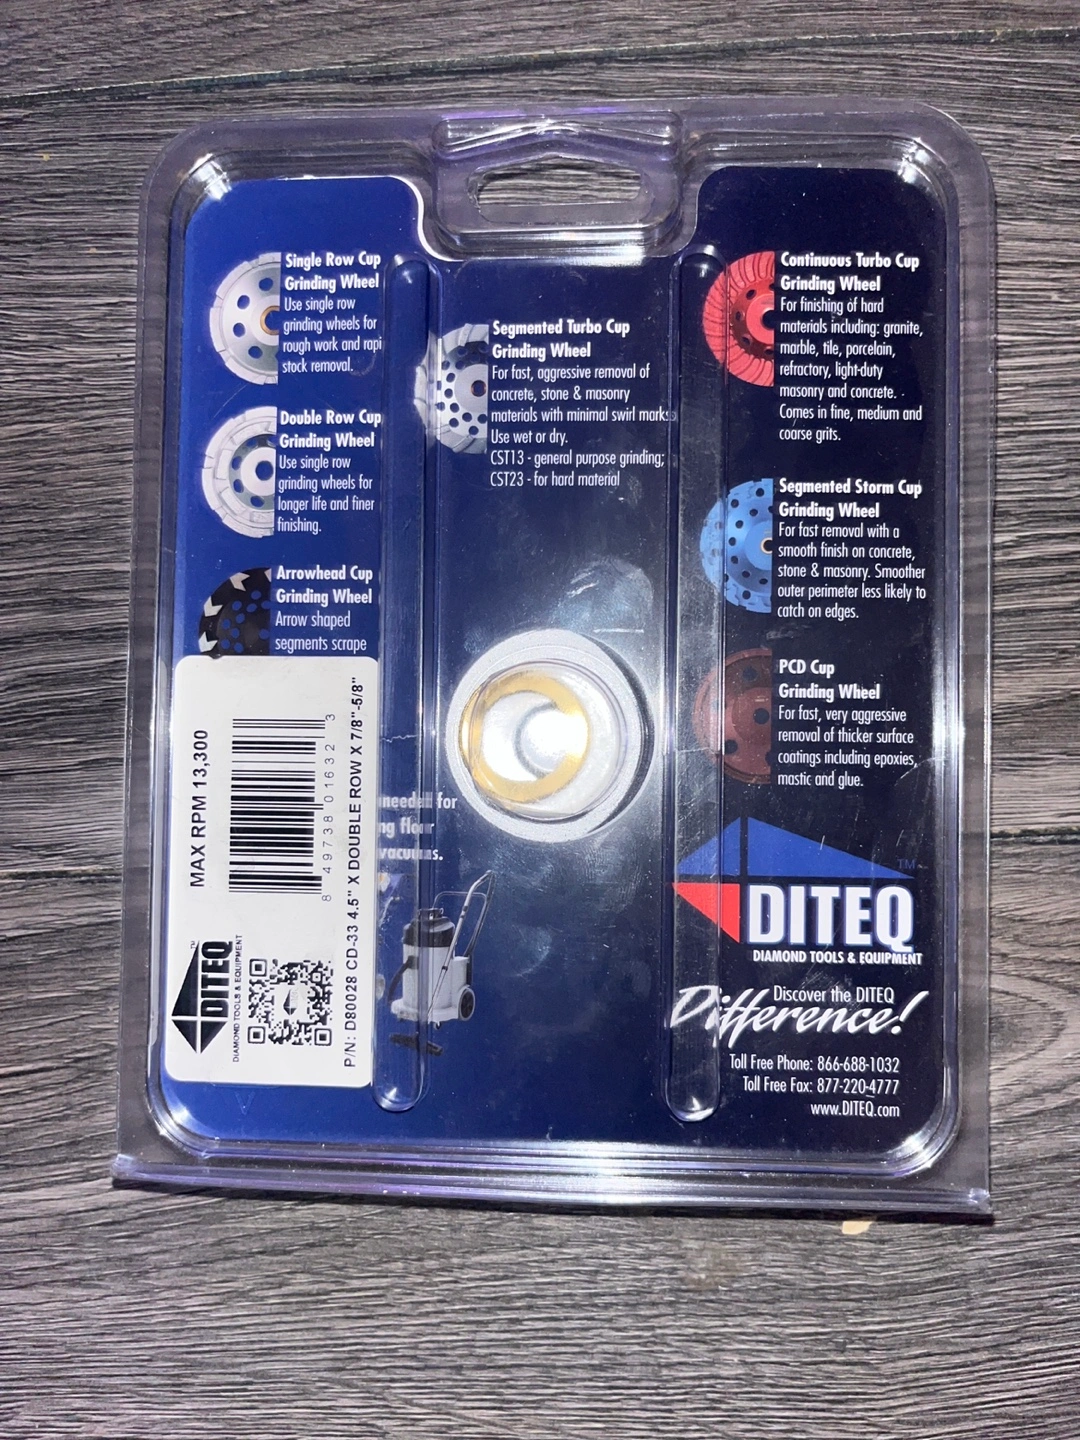 Single Row Cup
Grinding Wheel
Use single row
grinding wheels for
rough work and rapi
stock removal.
Double Row Cup
Grinding Wheel
Use single row
grinding wheels for
longer life and finer
finishing.
Arrowhead Cup
Grinding Wheel
Arrow shaped
segments scrape
Segmented Turbo Cup
Grinding Wheel
For fast, aggressive removal of
concrete, stone & masonry
materials with minimal swirl marks.
Use wet or dry.
CST13 - general purpose grinding;
CST23 - for hard material
needed for
ng floor
vacuums.
Continuous Turbo Cup
Grinding Wheel
For finishing of hard
materials including: granite,
marble, tile, porcelain,
refractory, light-duty
masonry and concrete.
Comes in fine, medium and
coarse grits.
Segmented Storm Cup
Grinding Wheel
For fast removal with a
smooth finish on concrete,
stone & masonry. Smoother
outer perimeter less likely to
catch on edges.
PCD Cup
Grinding Wheel
For fast, very aggressive
removal of thicker surface
coatings including epoxies,
mastic and glue.
TM
DITEQ
DIAMOND TOOLS & EQUIPMENT
Discover the DITEQ
Difference!
Toll Free Phone: 866-688-1032
Toll Free Fax: 877-220-4777
www.DITEQ.com
MAX RPM 13,300
8 49738 01632 3
TM
DITEQ
DIAMOND TOOLS & EQUIPMENT
P/N: D80028 CD-33 4.5" X DOUBLE ROW X 7/8"-5/8"